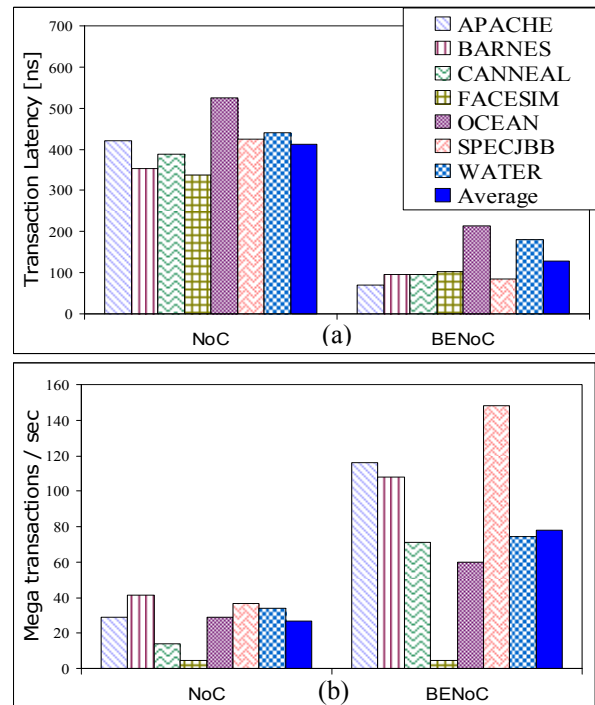 Transaction Latency [ns]
700
600
500
400
300
200
100
0
APACHE
BARNES
CANNEAL
FACESIM
OCEAN
SPECJBB
WATER
Average
NoC
(a)
BENoC
Mega transactions / sec
160
140
120
100
80
60
40
20
0
NoC
(b)
BENoC